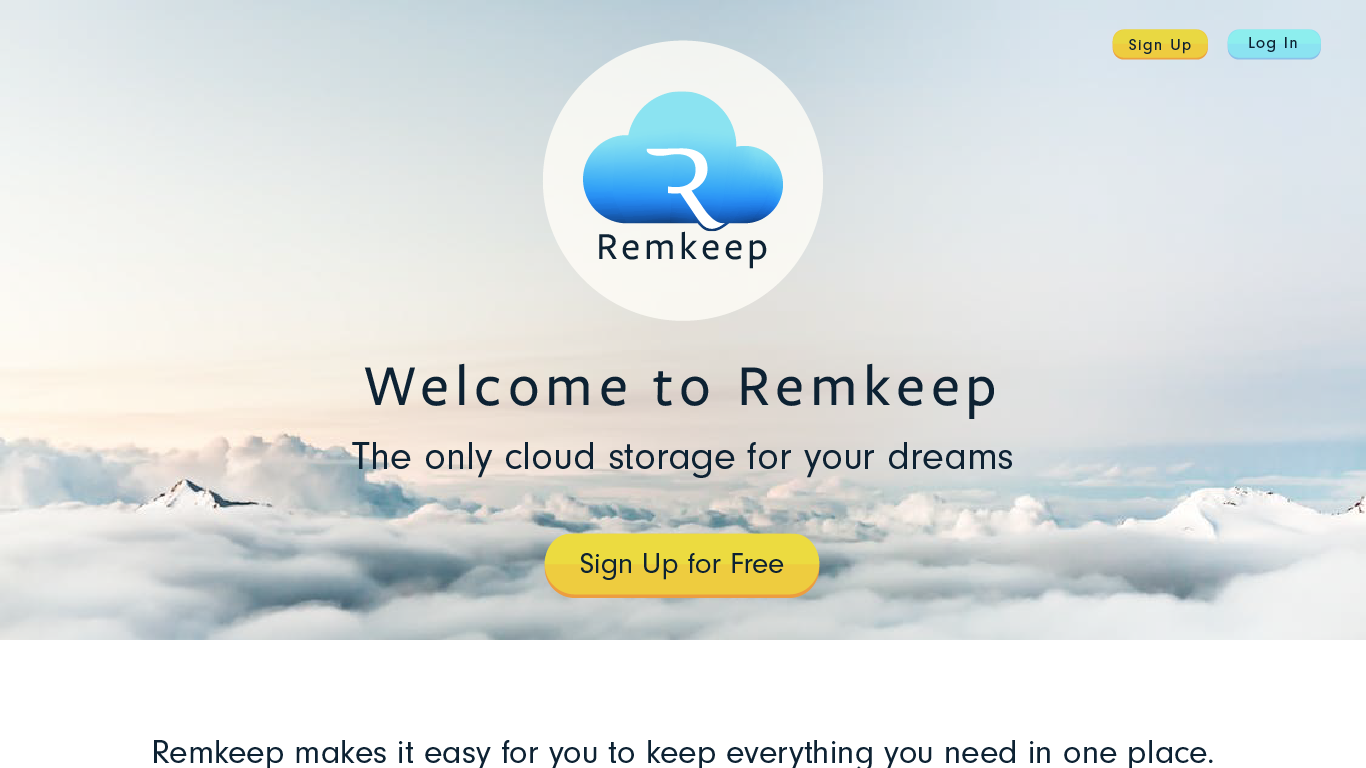 Sign Up
Log In
R
Remkeep
Welcome to Remkeep
The only cloud storage for your dreams
Sign Up for Free
Remkeep makes it easy for you to keep everything you need in one place.